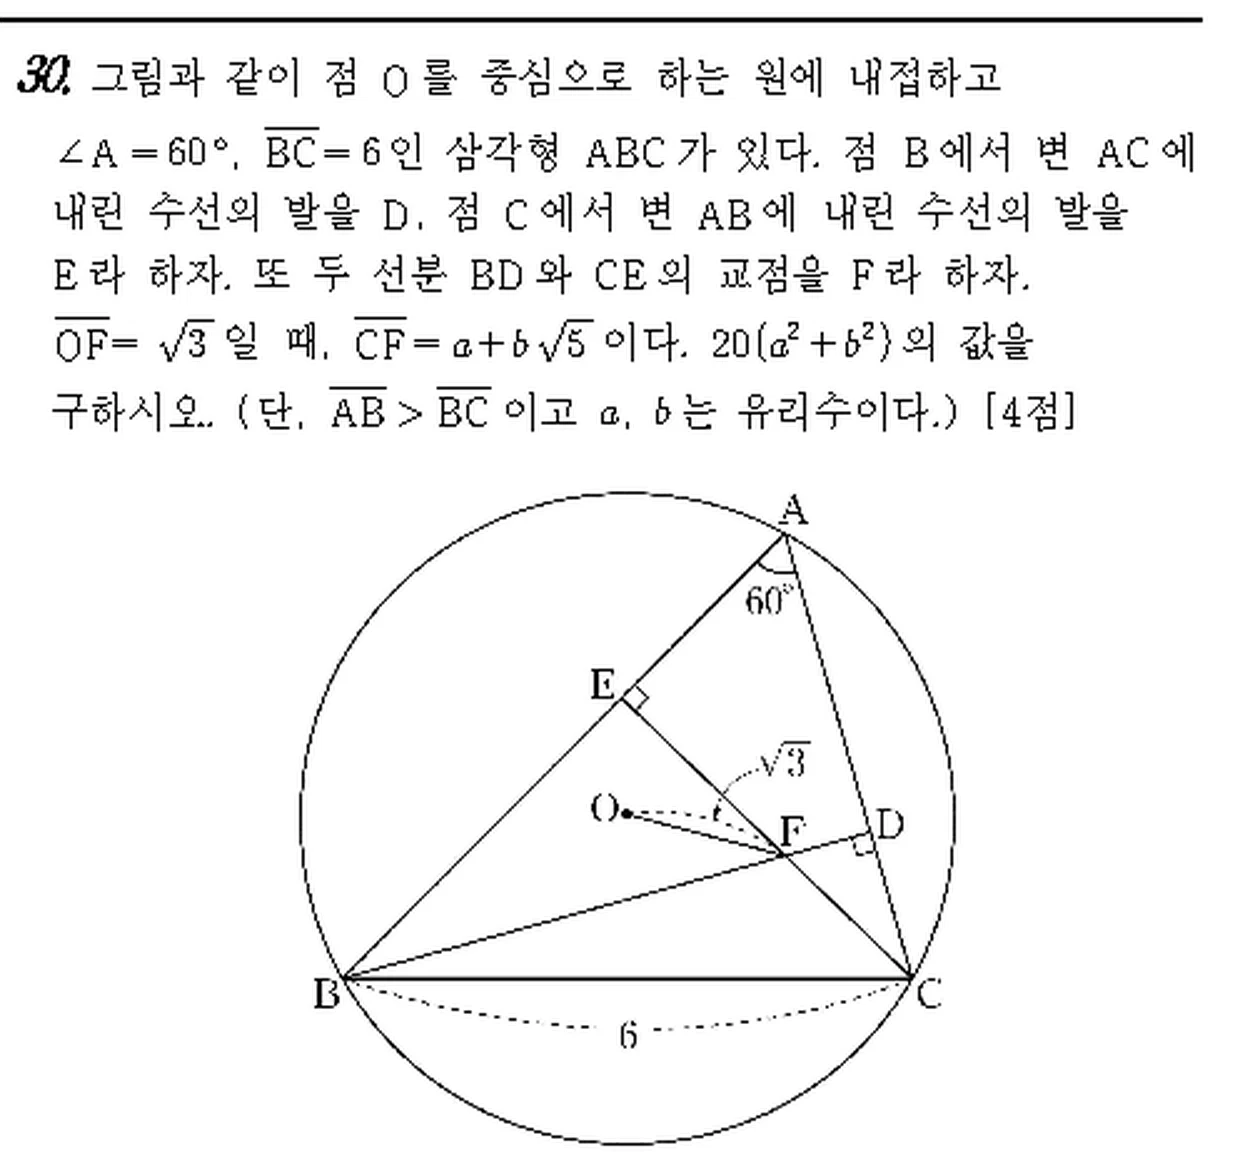 30. 그림과 같이 점 O를 중심으로 하는 원에 내접하고
∠A=60°, BC=6인 삼각형 ABC가 있다. 점 B에서 변 AC에
내린 수선의 발을 D, 점 C에서 변 AB에 내린 수선의 발을
E라 하자. 또 두 선분 BD와 CE의 교점을 F라 하자.
OF= √3일 때, CF=a+b√5이다. 20(a²+b²)의 값을
구하시오.. (단, AB>BC이고 a, b는 유리수이다.) [4점]
A
60°
E
√3
O
F
D
B
C
6